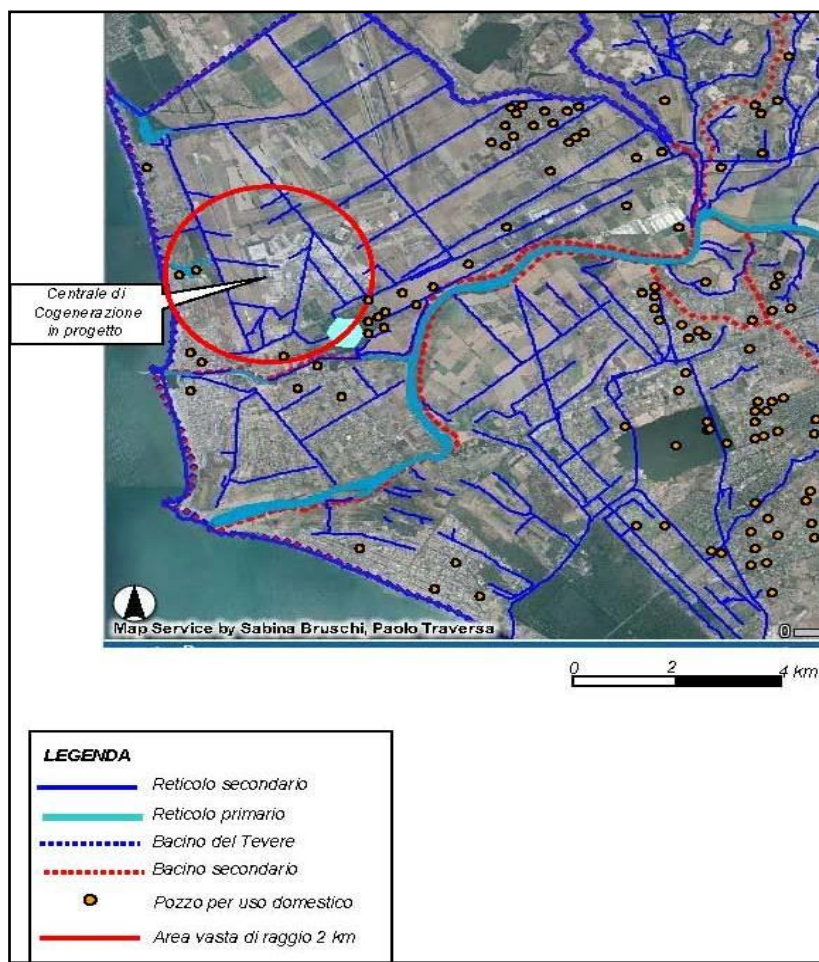 Centrale di
Cogenerazione
in progetto
Map Service by Sabina Bruschi, Paolo Traversa
0
0 2 4 km
LEGENDA
Reticolo secondario
Reticolo primario
Bacino del Tevere
Bacino secondario
Pozzo per uso domestico
Area vasta di raggio 2 km